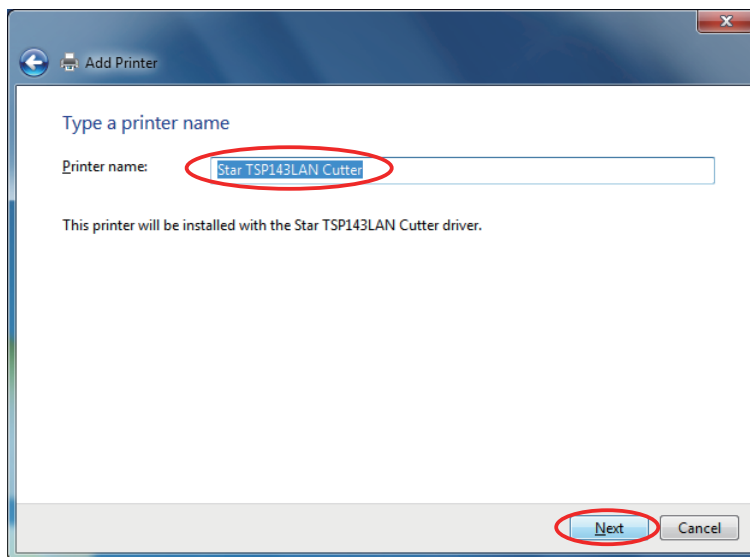 Add Printer
Type a printer name
Printer name: Star TSP143LAN Cutter
This printer will be installed with the Star TSP143LAN Cutter driver.
Next Cancel